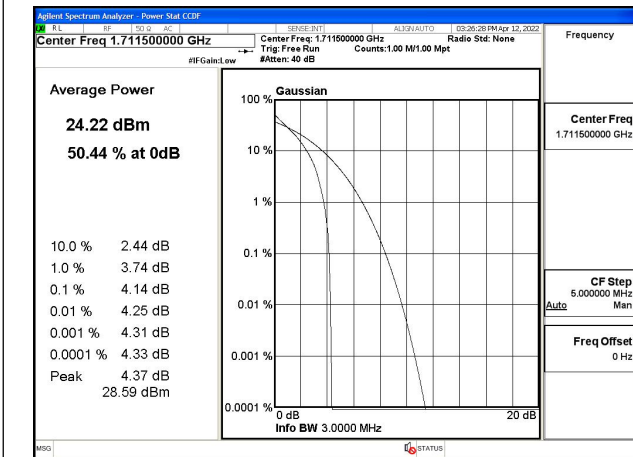 Agilent Spectrum Analyzer - Power Stat CCDF
LXI RL RF 50 Ω AC SENSE:INT ALIGNAUTO 03:26:28 PM Apr 12, 2022
Center Freq 1.711500000 GHz
Center Freq: 1.711500000 GHz Radio Std: None
Trig: Free Run Counts:1.00 M/1.00 Mpt
#IFGain:Low #Atten: 40 dB
Frequency
Average Power
24.22 dBm
50.44 % at 0dB
10.0 % 2.44 dB
1.0 % 3.74 dB
0.1 % 4.14 dB
0.01 % 4.25 dB
0.001 % 4.31 dB
0.0001 % 4.33 dB
Peak 4.37 dB
28.59 dBm
Gaussian
100 %
10 %
1 %
0.1 %
0.01 %
0.001 %
0.0001 %
0 dB 20 dB
Info BW 3.0000 MHz
Center Freq
1.711500000 GHz
CF Step
5.000000 MHz
Auto Man
Freq Offset
0 Hz
MSG STATUS